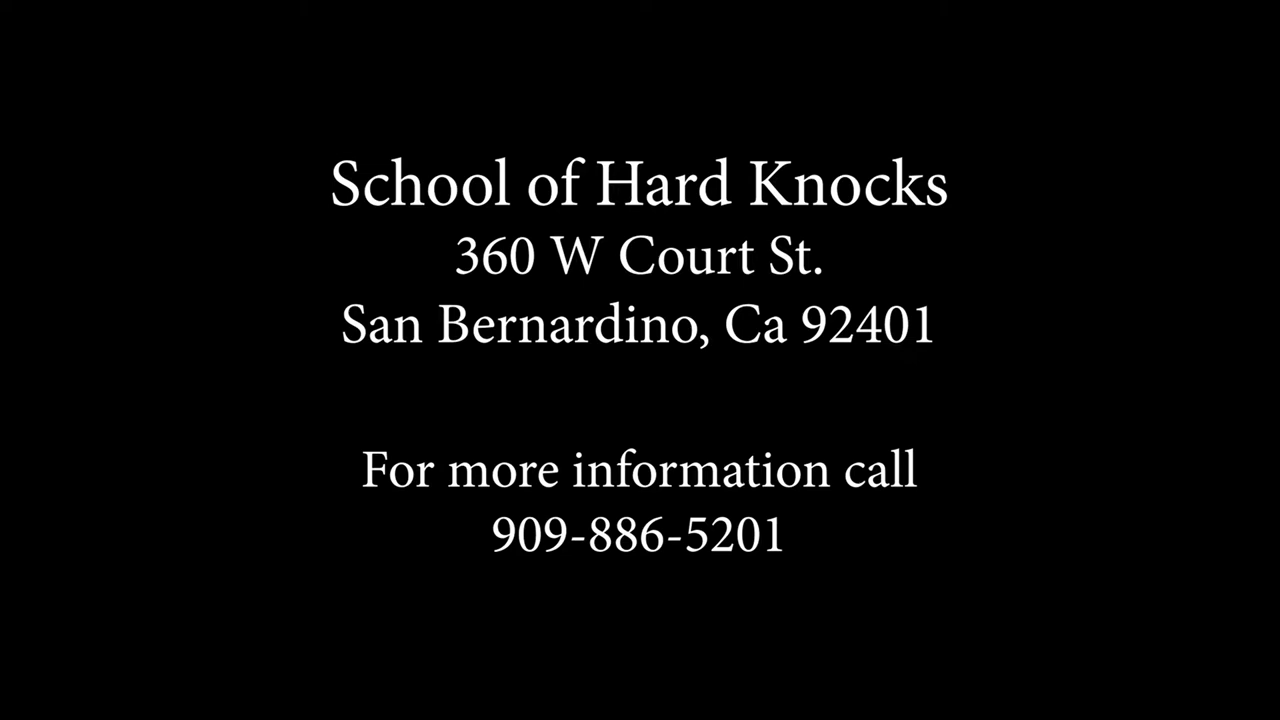 School of Hard Knocks
360 W Court St.
San Bernardino, Ca 92401
For more information call
909-886-5201